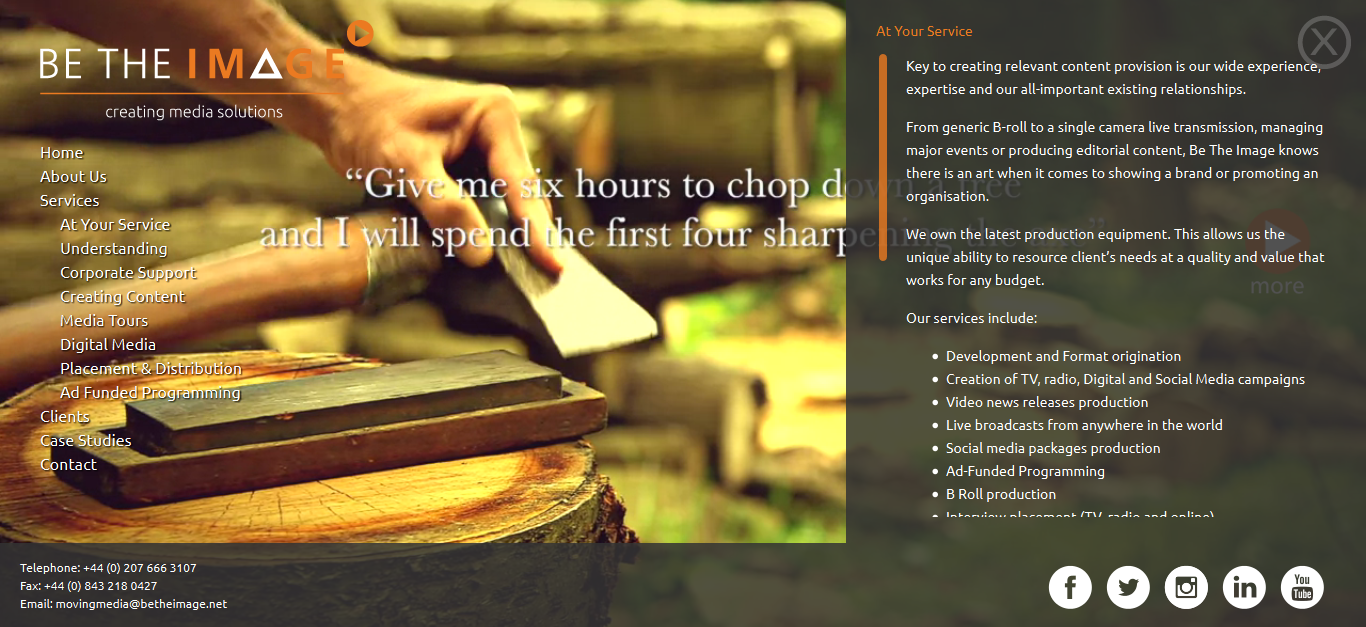 BE THE IMAGE
creating media solutions
Home
About Us
Services
At Your Service
Understanding
Corporate Support
Creating Content
Media Tours
Digital Media
Placement & Distribution
Ad Funded Programming
Clients
Case Studies
Contact
“Give me six hours to chop down a tree
and I will spend the first four sharpening the axe”
At Your Service
Key to creating relevant content provision is our wide experience,
expertise and our all-important existing relationships.
From generic B-roll to a single camera live transmission, managing
major events or producing editorial content, Be The Image knows
there is an art when it comes to showing a brand or promoting an
organisation.
We own the latest production equipment. This allows us the
unique ability to resource client’s needs at a quality and value that
works for any budget.
Our services include:
Development and Format origination
Creation of TV, radio, Digital and Social Media campaigns
Video news releases production
Live broadcasts from anywhere in the world
Social media packages production
Ad-Funded Programming
B Roll production
Interview placement (TV, radio and online)
X
more
Telephone: +44 (0) 207 666 3107
Fax: +44 (0) 843 218 0427
Email: movingmedia@betheimage.net
f
in
You
Tube